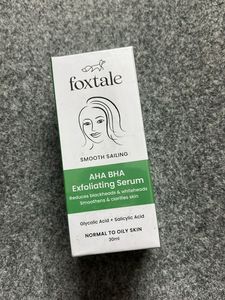 foxtale
SMOOTH SAILING
AHA BHA
Exfoliating Serum
Reduces blackheads & whiteheads
Smoothens & clarifies skin
Glycolic Acid + Salicylic Acid
NORMAL TO OILY SKIN
30ml